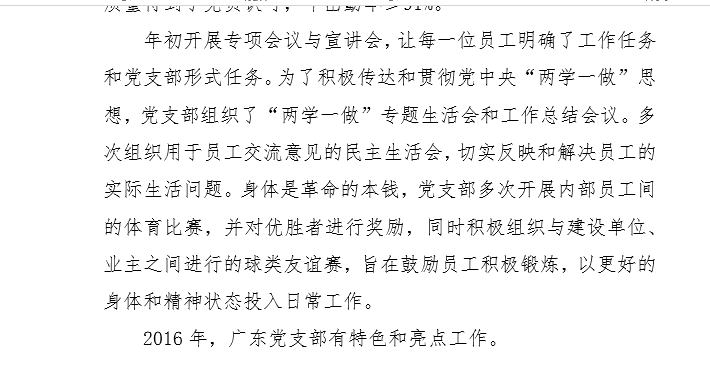 年初开展专项会议与宣讲会，让每一位员工明确了工作任务
和党支部形式任务。为了积极传达和贯彻党中央“两学一做”思
想，党支部组织了“两学一做”专题生活会和工作总结会议。多
次组织用于员工交流意见的民主生活会，切实反映和解决员工的
实际生活问题。身体是革命的本钱，党支部多次开展内部员工间
的体育比赛，并对优胜者进行奖励，同时积极组织与建设单位、
业主之间进行的球类友谊赛，旨在鼓励员工积极锻炼，以更好的
身体和精神状态投入日常工作。
2016 年，广东党支部有特色和亮点工作。